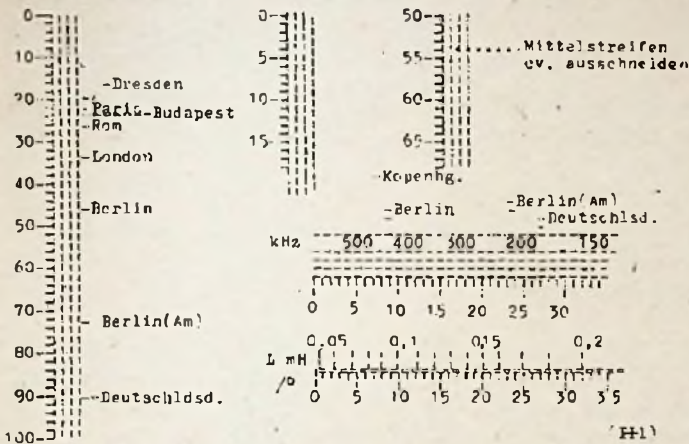 0
10
20
30
40
50
60
70
80
90
100
-Dresden
Paris
-Budapest
-Rom
-London
-Berlin
- Berlin(Am)
-Deutschldsd.
0
5
10
15
50
55
60
65
Mittelstreifen
ev. ausschneiden
Kopenhg.
-Berlin
-Berlin(Am)
Deutschlsd.
kHz 500 400 300 200 150
0 5 10 15 20 25 30
0,05 0,1 0,15 0,2
L mH
0 5 10 15 20 25 30 35